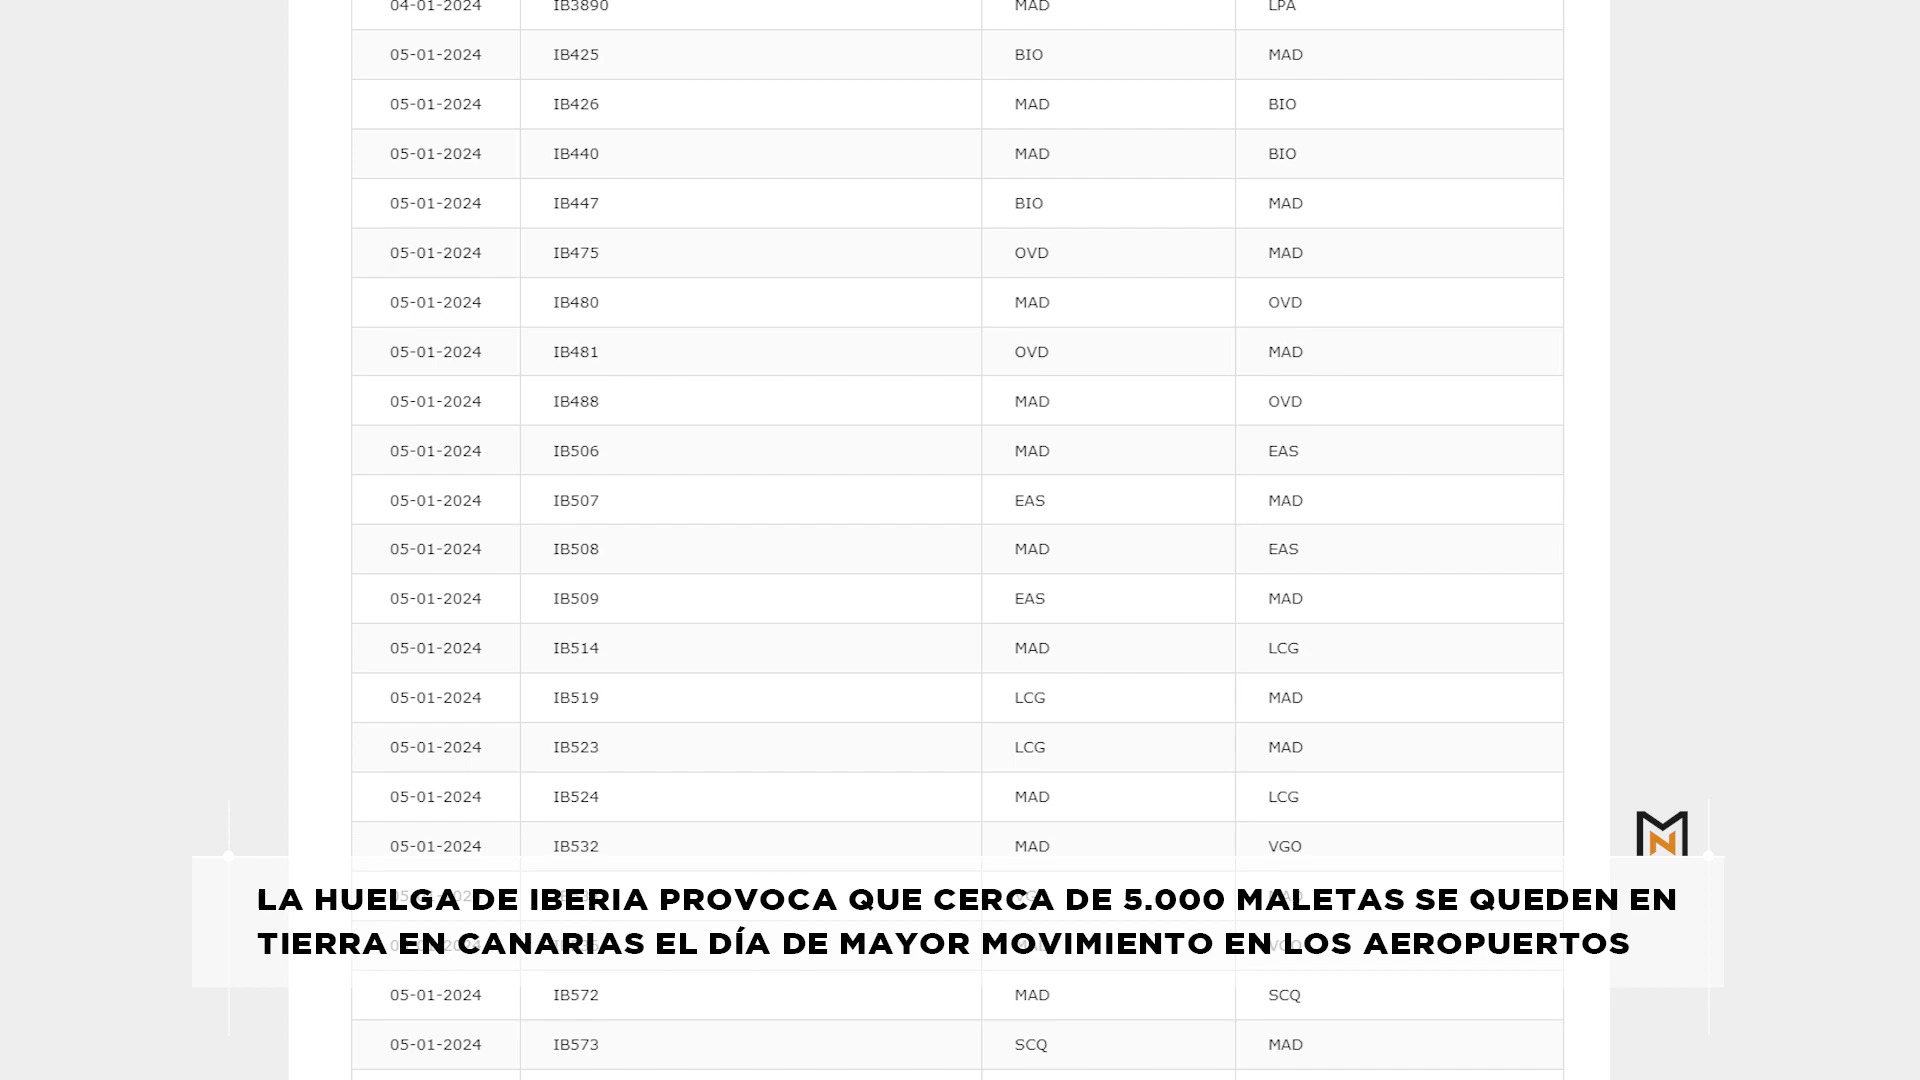 04-01-2024 IB3890 MAD LPA
05-01-2024 IB425 BIO MAD
05-01-2024 IB426 MAD BIO
05-01-2024 IB440 MAD BIO
05-01-2024 IB447 BIO MAD
05-01-2024 IB475 OVD MAD
05-01-2024 IB480 MAD OVD
05-01-2024 IB481 OVD MAD
05-01-2024 IB488 MAD OVD
05-01-2024 IB506 MAD EAS
05-01-2024 IB507 EAS MAD
05-01-2024 IB508 MAD EAS
05-01-2024 IB509 EAS MAD
05-01-2024 IB514 MAD LCG
05-01-2024 IB519 LCG MAD
05-01-2024 IB523 LCG MAD
05-01-2024 IB524 MAD LCG
05-01-2024 IB532 MAD VGO
LA HUELGA DE IBERIA PROVOCA QUE CERCA DE 5.000 MALETAS SE QUEDEN EN
TIERRA EN CANARIAS EL DÍA DE MAYOR MOVIMIENTO EN LOS AEROPUERTOS
05-01-2024 IB572 MAD SCQ
05-01-2024 IB573 SCQ MAD